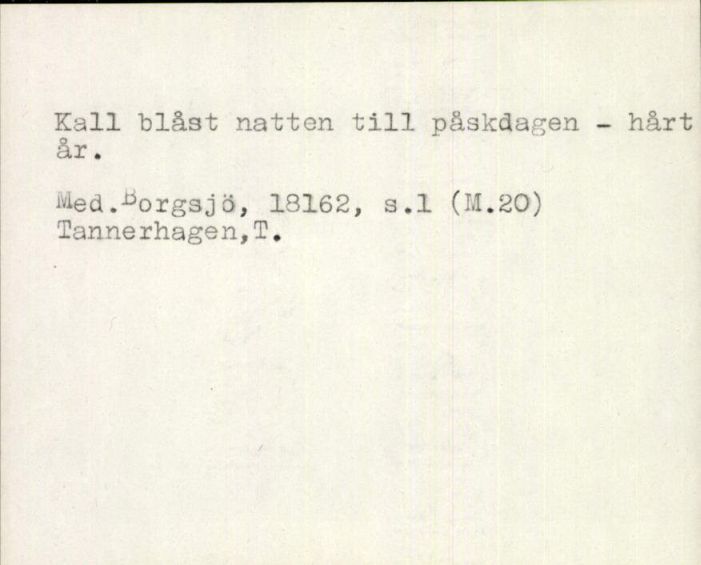 Kall blåst natten till påskdagen - hårt
år.
Med.Borgsjö, 18162, s.1 (M.20)
Tannerhagen,T.